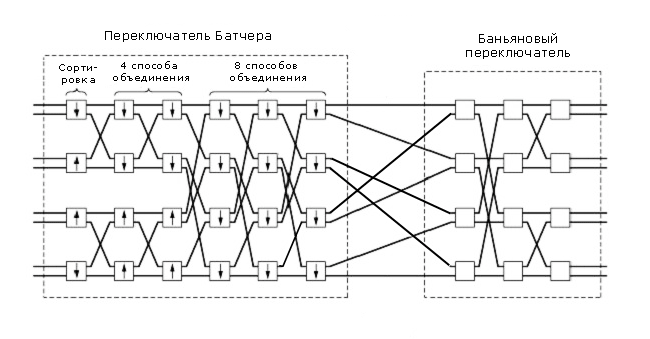 Переключатель Батчера
Баньяновый
переключатель
Сорти-
ровка
4 способа
объединения
8 способов
объединения